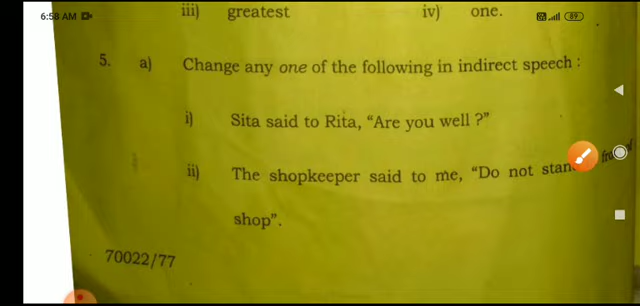 6:58 AM
89
iii) greatest iv) one.
5. a) Change any one of the following in indirect speech :
i) Sita said to Rita, “Are you well ?”
ii) The shopkeeper said to me, “Do not
shop”.
70022/77